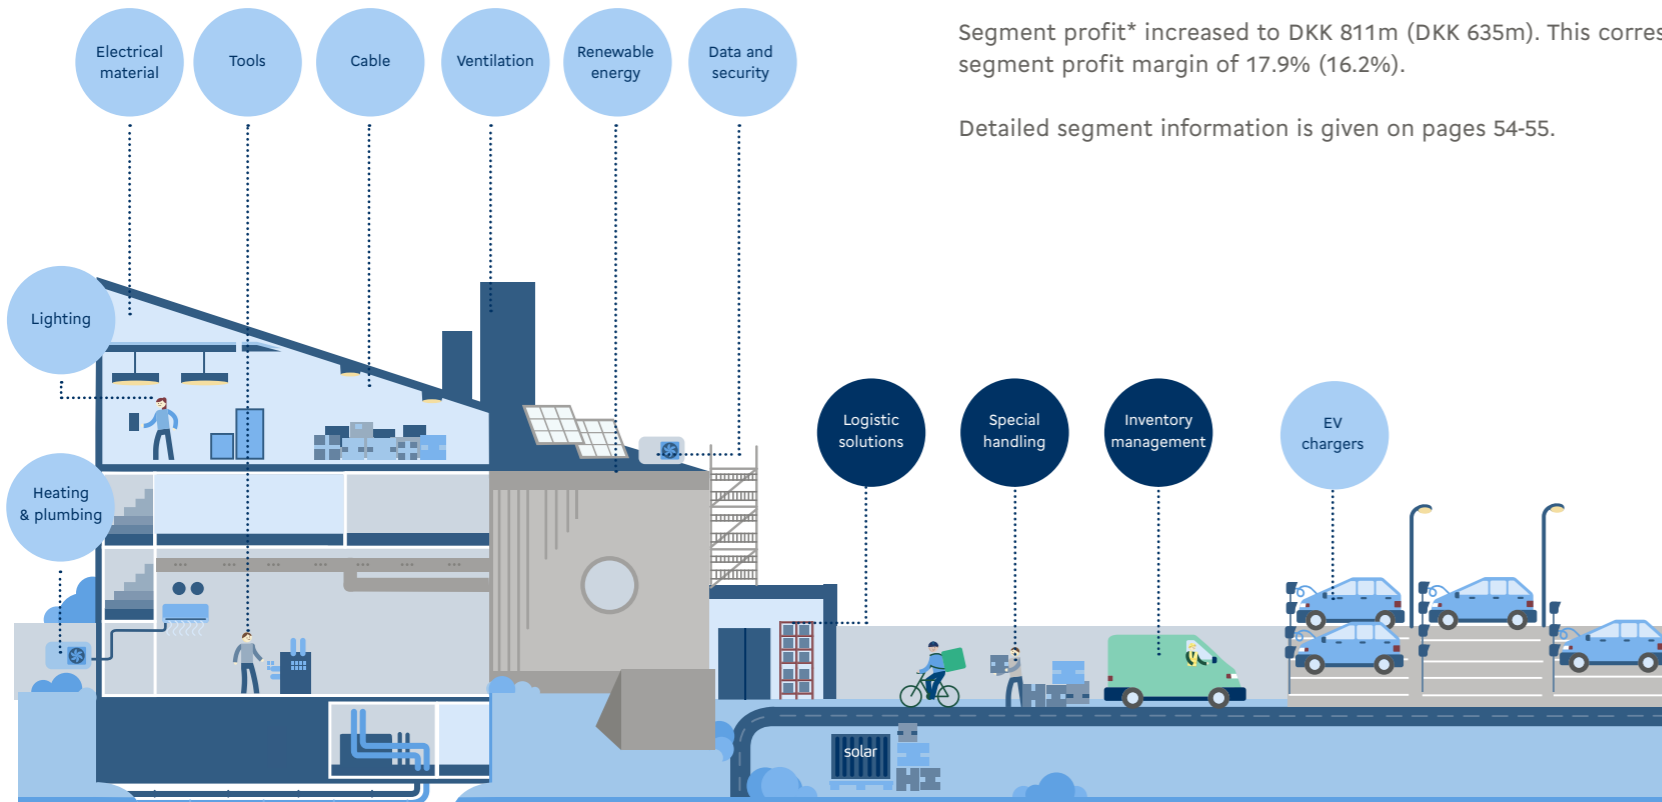 Segment profit* increased to DKK 811m (DKK 635m). This
segment profit margin of 17.9% (16.2%).
Detailed segment information is given on pages 54-55.
Electrical
material
Tools
Cable
Ventilation
Renewable
energy
Data and
security
Lighting
Heating
& plumbing
Logistic
solutions
Special
handling
Inventory
management
EV
chargers
solar